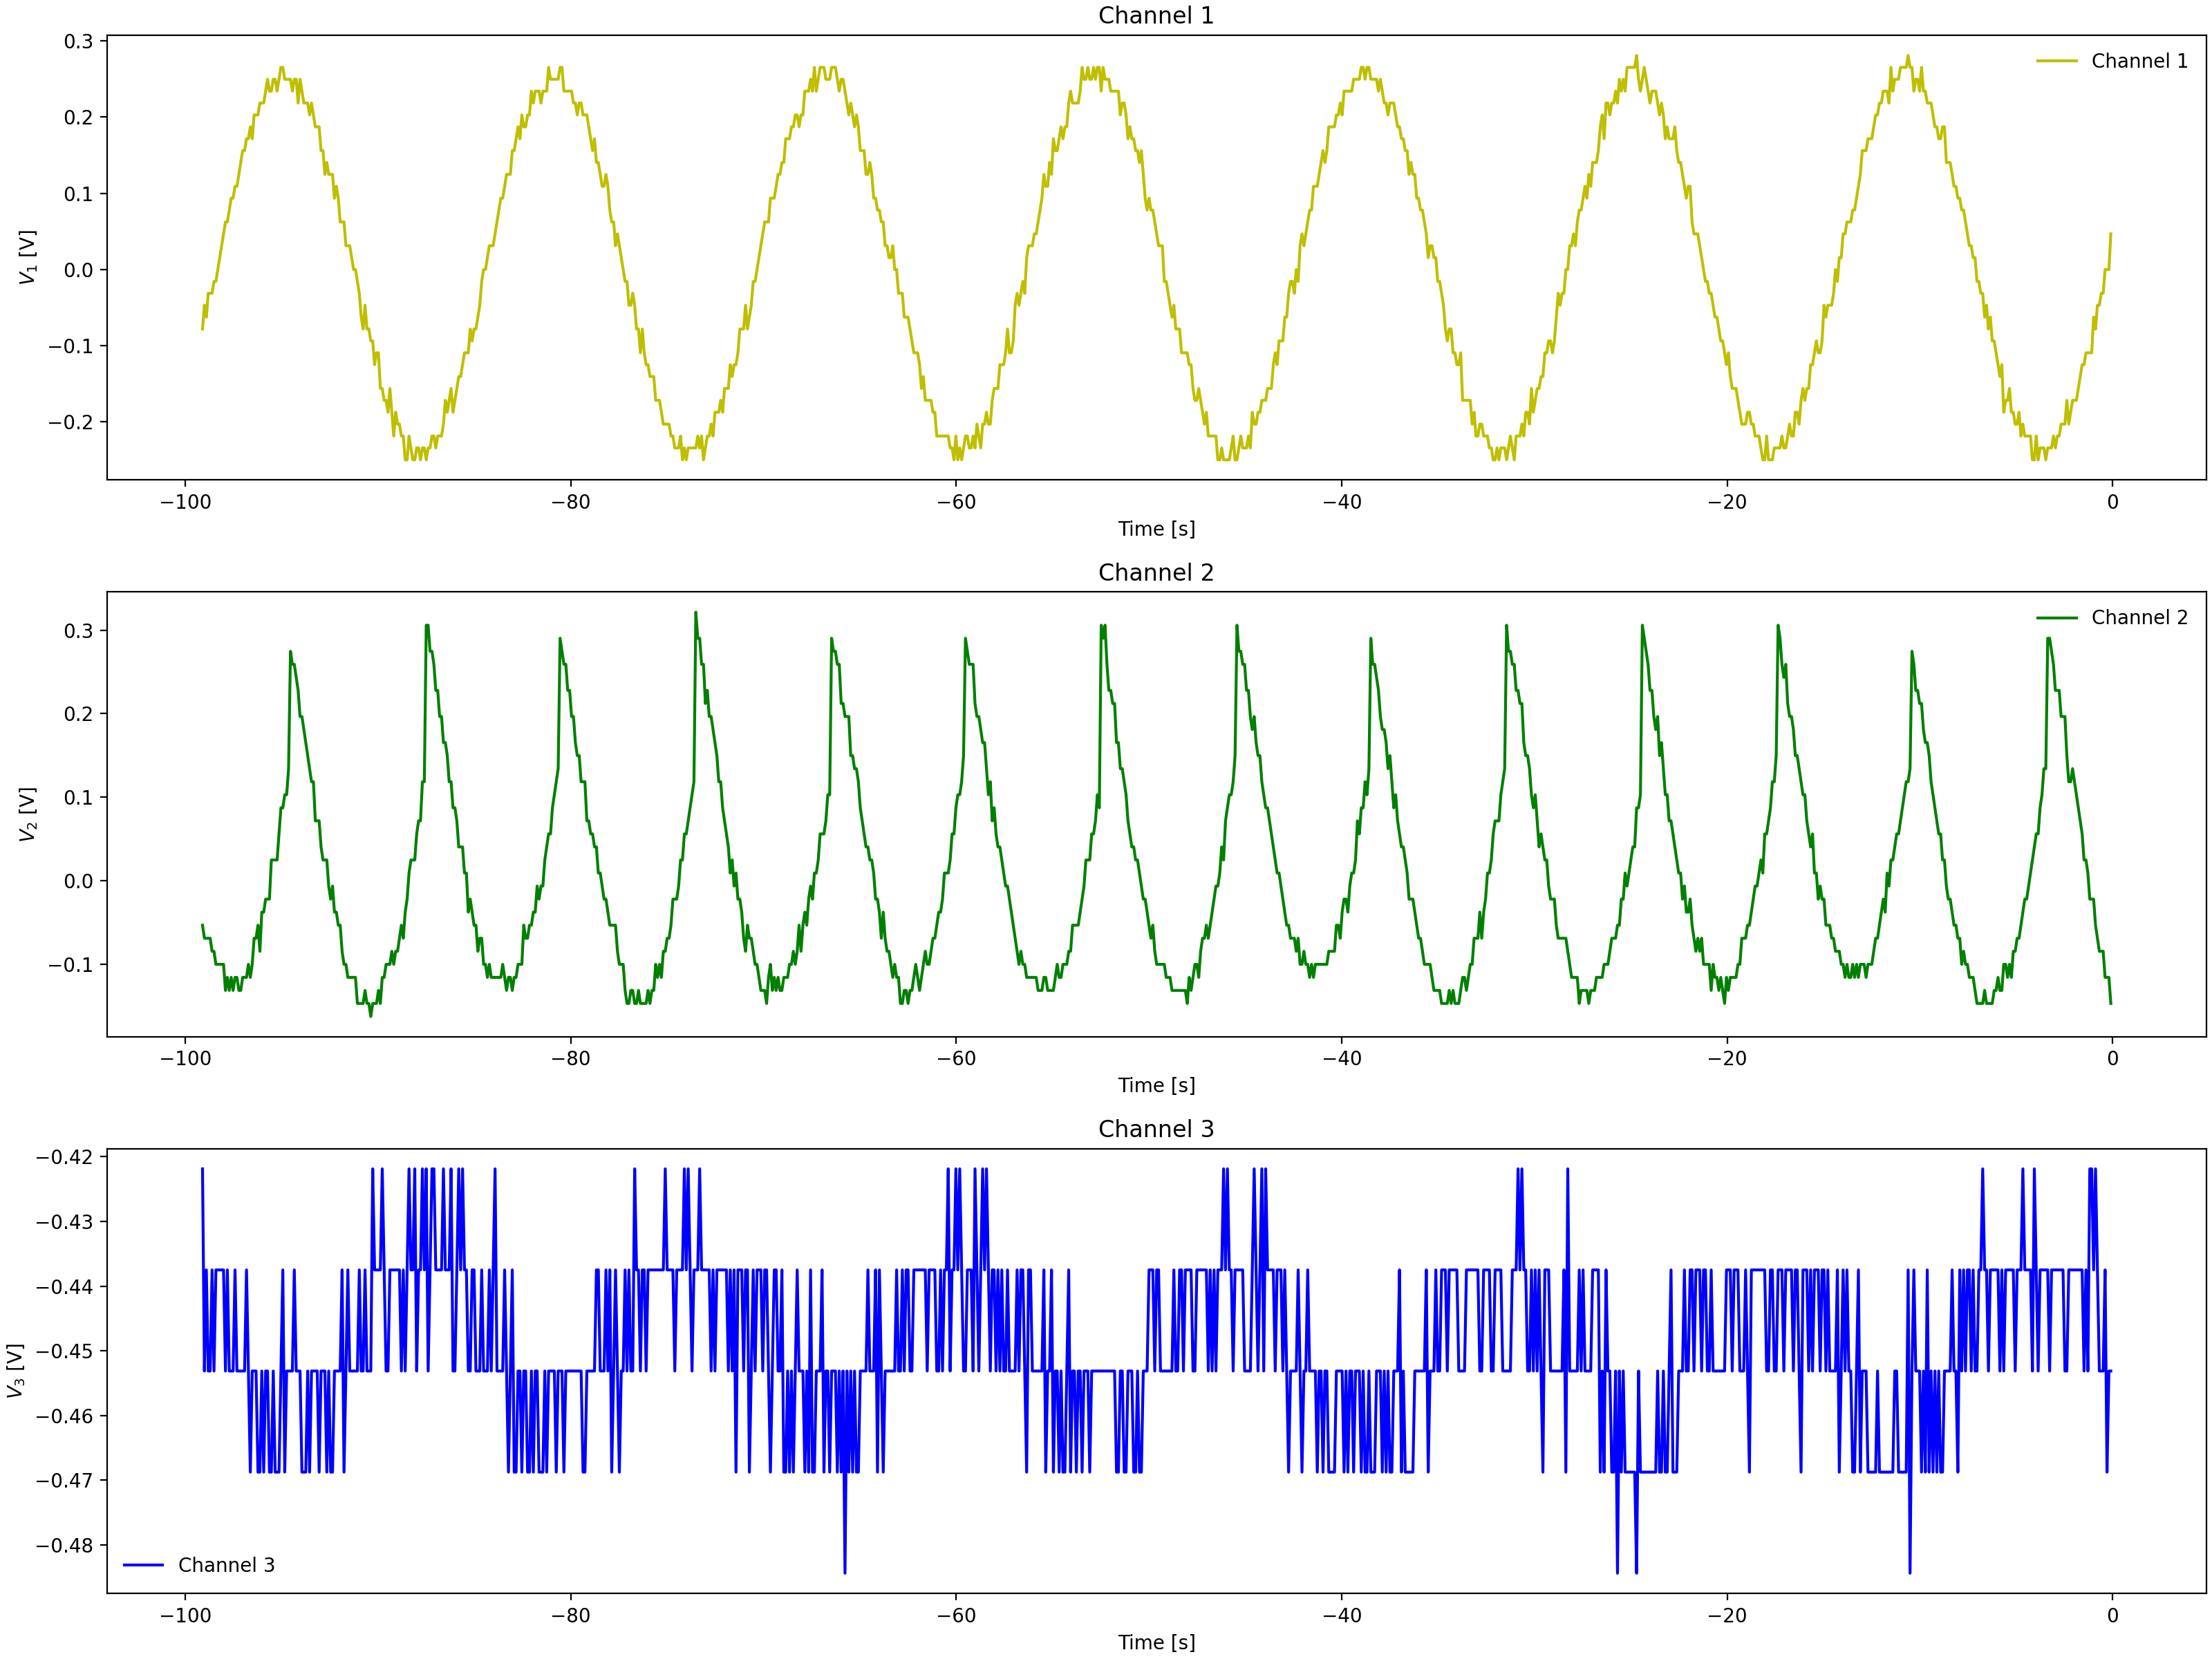 Channel 1
Channel 1
0.3
0.2
0.1
0.0
−0.1
−0.2
V1 [V]
−100 −80 −60 −40 −20 0
Time [s]
Channel 2
Channel 2
0.3
0.2
0.1
0.0
−0.1
V2 [V]
−100 −80 −60 −40 −20 0
Time [s]
Channel 3
−0.42
−0.43
−0.44
−0.45
−0.46
−0.47
−0.48
V3 [V]
Channel 3
−100 −80 −60 −40 −20 0
Time [s]